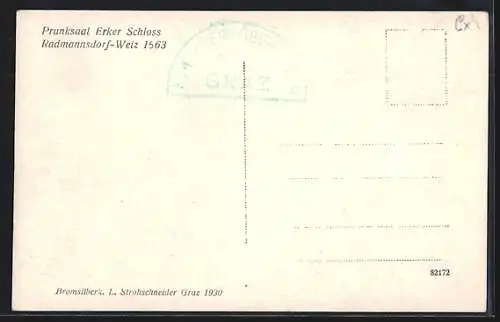 Prunksaal Erker Schloss
Radmannsdorf-Weiz 1563
GRAZ
82172
Bromsilberk. L. Strohschneider Graz 1930